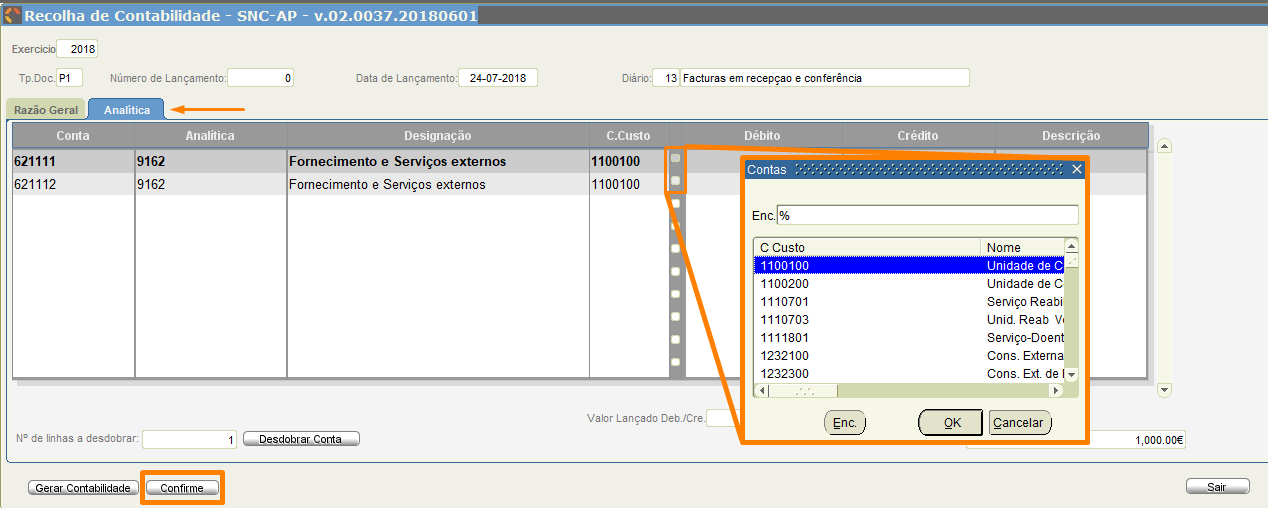 Recolha de Contabilidade - SNC-AP - v.02.0037.20180601
Exercicio 2018
Tp.Doc. P1 Número de Lançamento: 0 Data de Lançamento: 24-07-2018 Diário: 13 Facturas em recepçao e conferência
Razão Geral Analítica
Conta Analítica Designação C.Custo Débito Crédito Descrição
621111 9162 Fornecimento e Serviços externos 1100100
621112 9162 Fornecimento e Serviços externos 1100100
Contas
Enc. %
C Custo Nome
1100100 Unidade de C
1100200 Unidade de C
1110701 Serviço Reabi
1110703 Unid. Reab V
1111801 Serviço-Doent
1232100 Cons. Externa
1232300 Cons. Ext. de
Enc. OK Cancelar
Valor Lançado Deb./Cre.
Nº de linhas a desdobrar: 1 Desdobrar Conta 1,000.00€
Gerar Contabilidade Confirme Sair